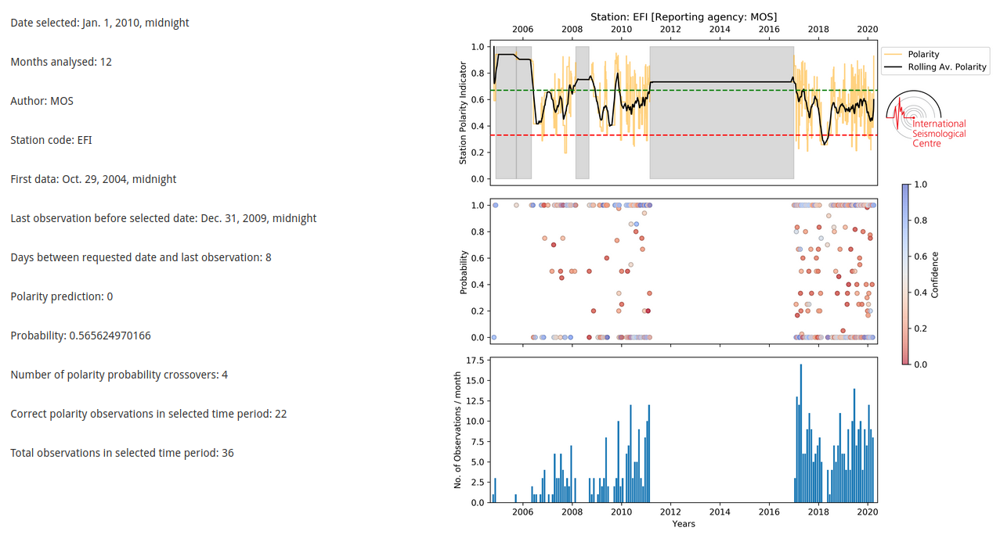 Date selected: Jan. 1, 2010, midnight
Months analysed: 12
Author: MOS
Station code: EFI
First data: Oct. 29, 2004, midnight
Last observation before selected date: Dec. 31, 2009, midnight
Days between requested date and last observation: 8
Polarity prediction: 0
Probability: 0.565624970166
Number of polarity probability crossovers: 4
Correct polarity observations in selected time period: 22
Total observations in selected time period: 36
Station: EFI [Reporting agency: MOS]
2006 2008 2010 2012 2014 2016 2018 2020
Station Polarity Indicator
1.0
0.8
0.6
0.4
0.2
0.0
Polarity
Rolling Av. Polarity
International
Seismological
Centre
Probability
1.0
0.8
0.6
0.4
0.2
0.0
1.0
0.8
0.6
0.4
0.2
0.0
Confidence
No. of Observations / month
17.5
15.0
12.5
10.0
7.5
5.0
2.5
0.0
2006 2008 2010 2012 2014 2016 2018 2020
Years